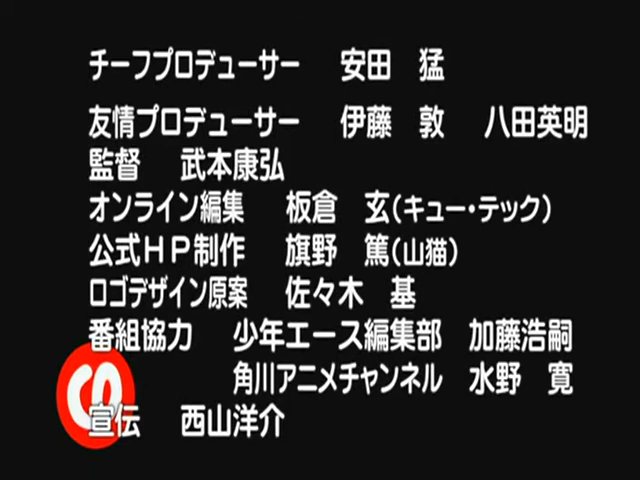 チーフプロデューサー　安田　猛
友情プロデューサー　伊藤　敦　八田英明
監督　武本康弘
オンライン編集　板倉　玄(キュー・テック)
公式HP制作　旗野　篤(山猫)
ロゴデザイン原案　佐々木　基
番組協力　少年エース編集部　加藤浩嗣
角川アニメチャンネル　水野　寛
宣伝　西山洋介